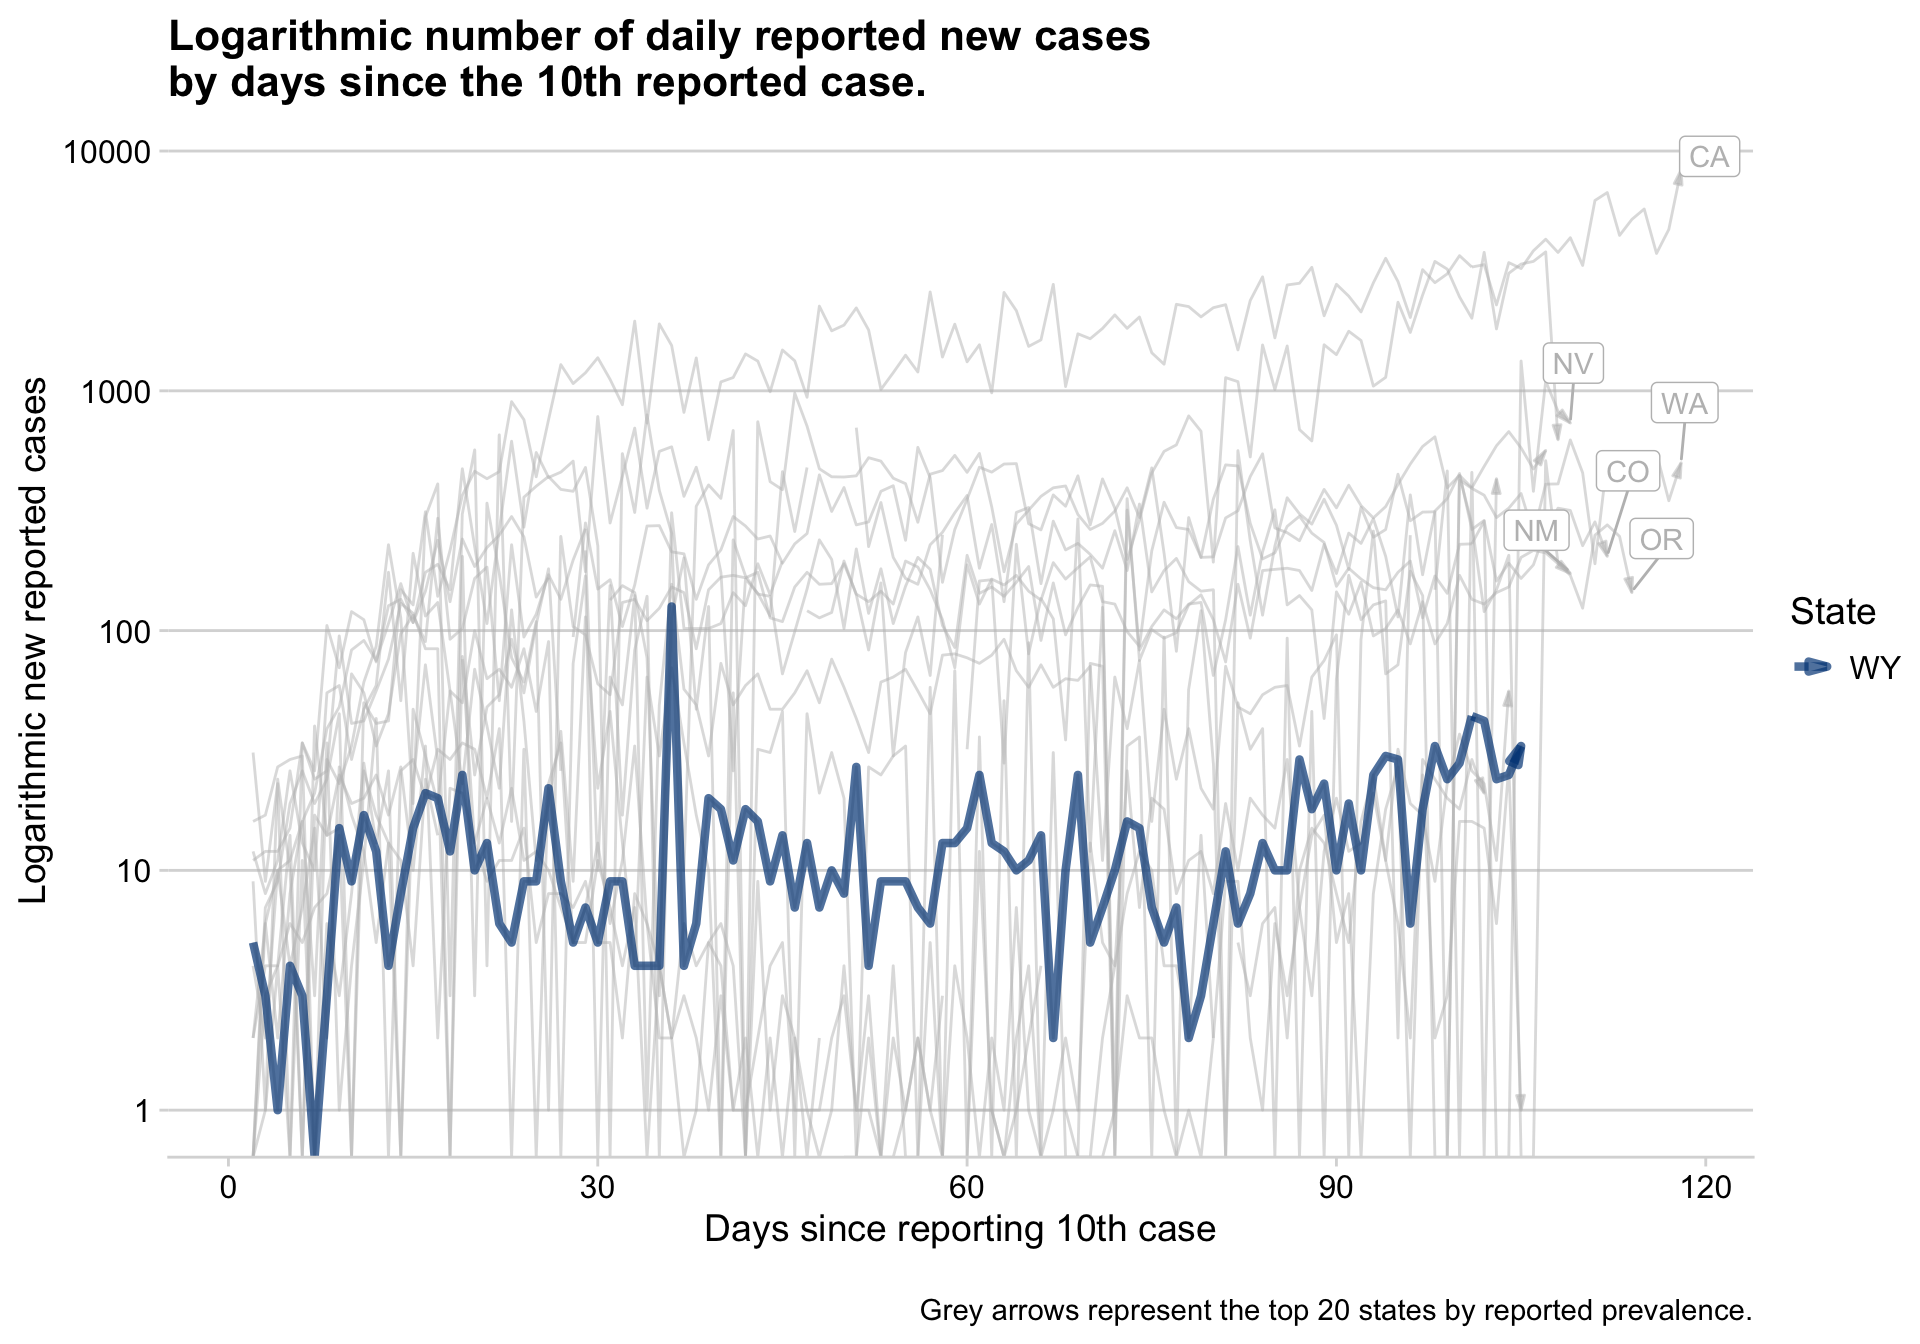 Logarithmic number of daily reported new cases
by days since the 10th reported case.
Logarithmic new reported cases
10000
1000
100
10
1
CA
NV
WA
CO
NM
OR
State
WY
0
30
60
90
120
Days since reporting 10th case
Grey arrows represent the top 20 states by reported prevalence.